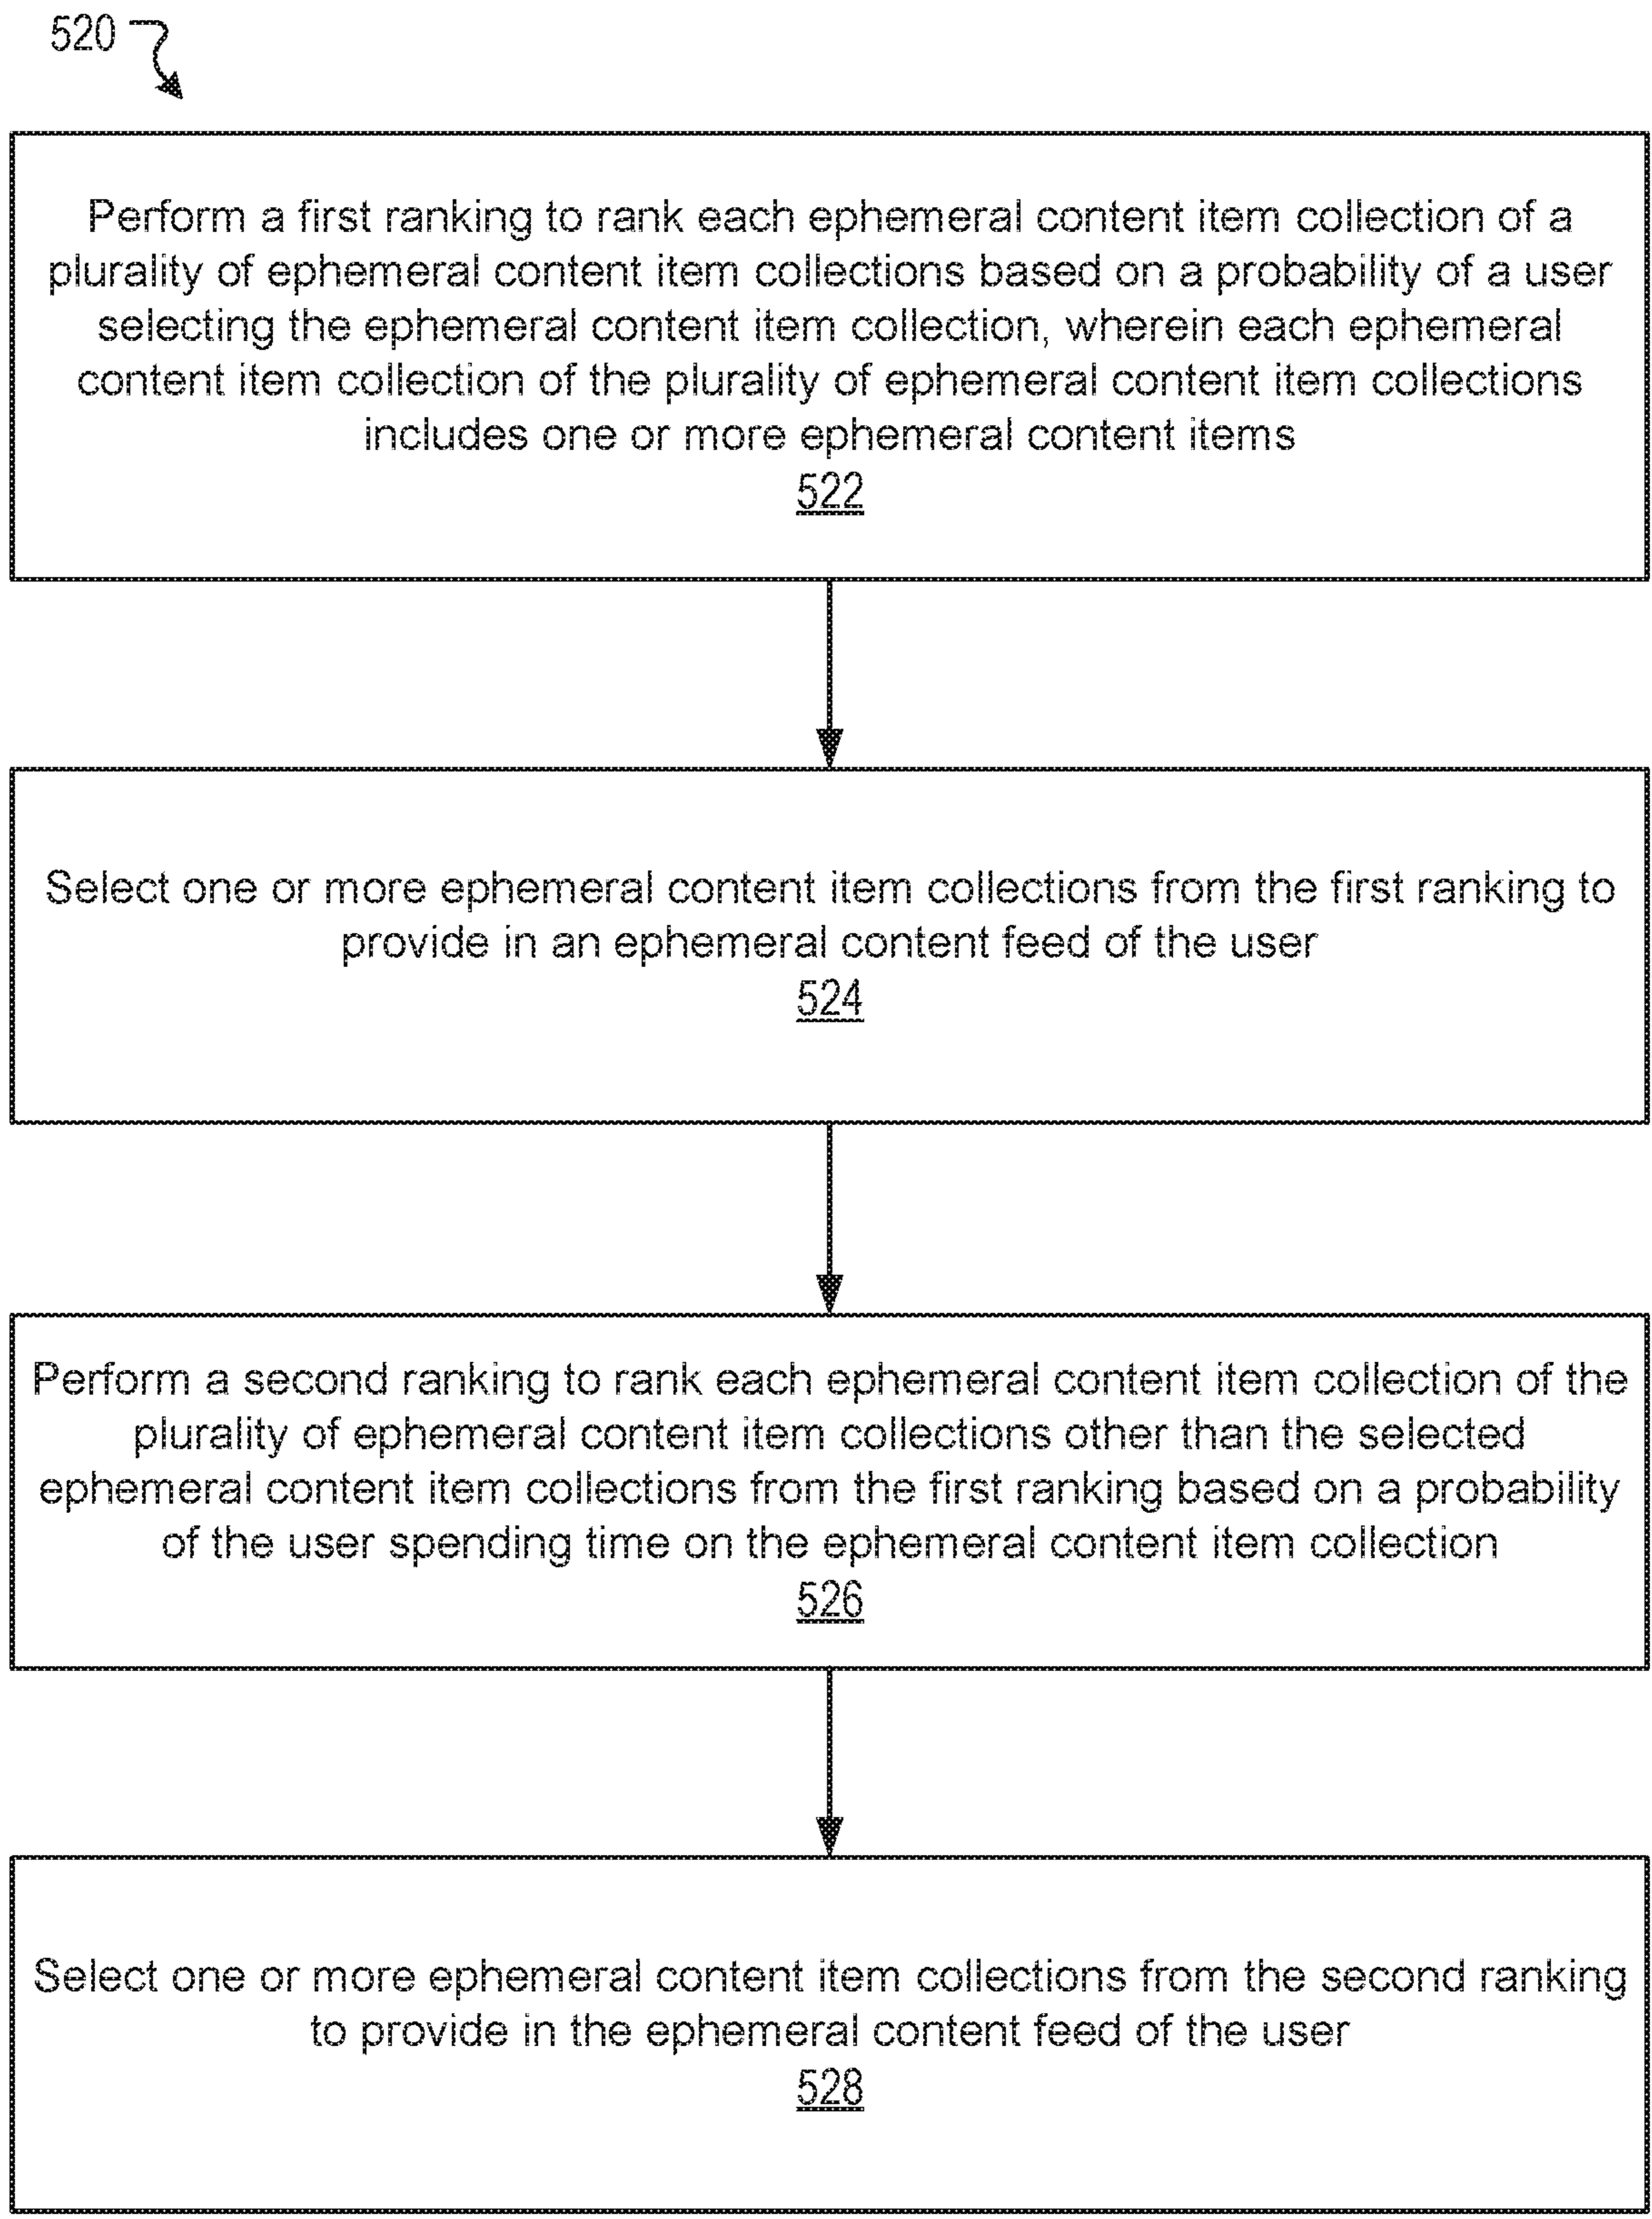 520
Perform a first ranking to rank each ephemeral content item collection of a
plurality of ephemeral content item collections based on a probability of a user
selecting the ephemeral content item collection, wherein each ephemeral
content item collection of the plurality of ephemeral content item collections
includes one or more ephemeral content items
522
Select one or more ephemeral content item collections from the first ranking to
provide in an ephemeral content feed of the user
524
Perform a second ranking to rank each ephemeral content item collection of the
plurality of ephemeral content item collections other than the selected
ephemeral content item collections from the first ranking based on a probability
of the user spending time on the ephemeral content item collection
526
Select one or more ephemeral content item collections from the second ranking
to provide in the ephemeral content feed of the user
528